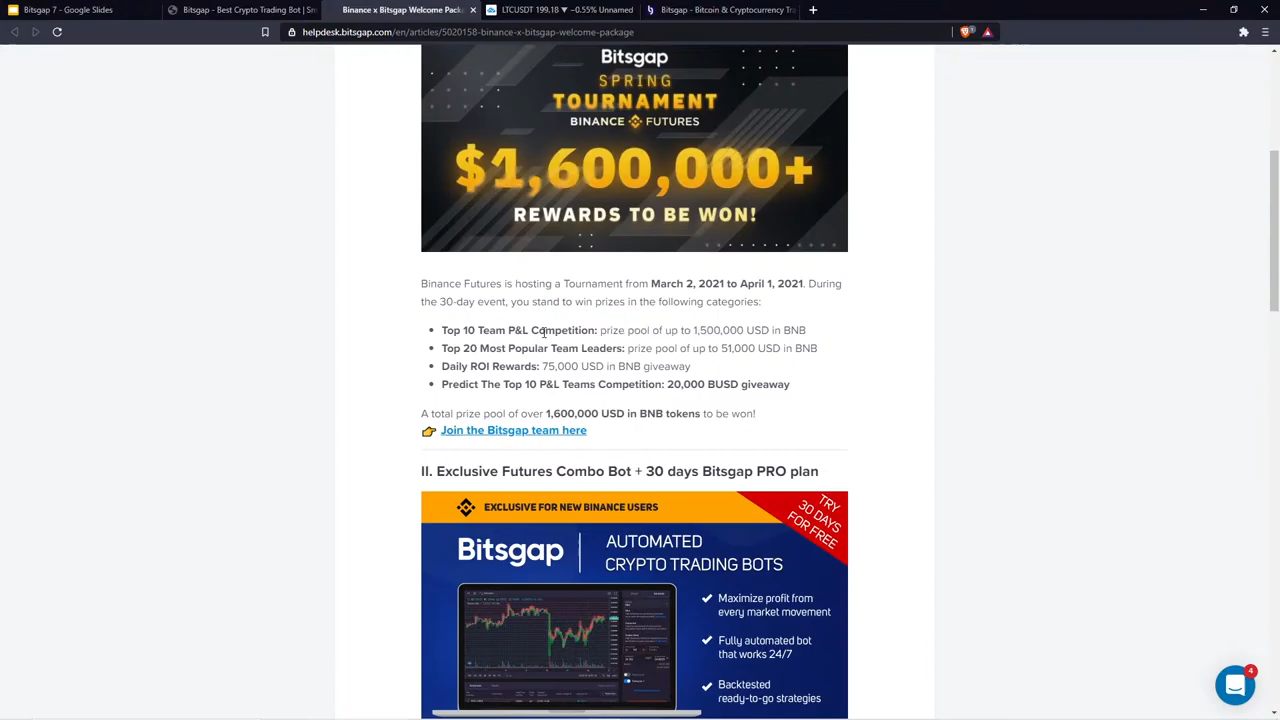 Bitsgap 7 - Google Slides
Bitsgap - Best Crypto Trading Bot | Sm
Binance x Bitsgap Welcome Pack
LTCUSDT 199.18 ▼ −0.55% Unnamed
Bitsgap - Bitcoin & Cryptocurrency Tra
helpdesk.bitsgap.com/en/articles/5020158-binance-x-bitsgap-welcome-package
Bitsgap
SPRING
TOURNAMENT
BINANCE FUTURES
$1,600,000+
REWARDS TO BE WON!
Binance Futures is hosting a Tournament from March 2, 2021 to April 1, 2021. During
the 30-day event, you stand to win prizes in the following categories:
Top 10 Team P&L Competition: prize pool of up to 1,500,000 USD in BNB
Top 20 Most Popular Team Leaders: prize pool of up to 51,000 USD in BNB
Daily ROI Rewards: 75,000 USD in BNB giveaway
Predict The Top 10 P&L Teams Competition: 20,000 BUSD giveaway
A total prize pool of over 1,600,000 USD in BNB tokens to be won!
Join the Bitsgap team here
II. Exclusive Futures Combo Bot + 30 days Bitsgap PRO plan
EXCLUSIVE FOR NEW BINANCE USERS
TRY
30 DAYS
FOR FREE
Bitsgap
AUTOMATED
CRYPTO TRADING BOTS
Maximize profit from
every market movement
Fully automated bot
that works 24/7
Backtested
ready-to-go strategies